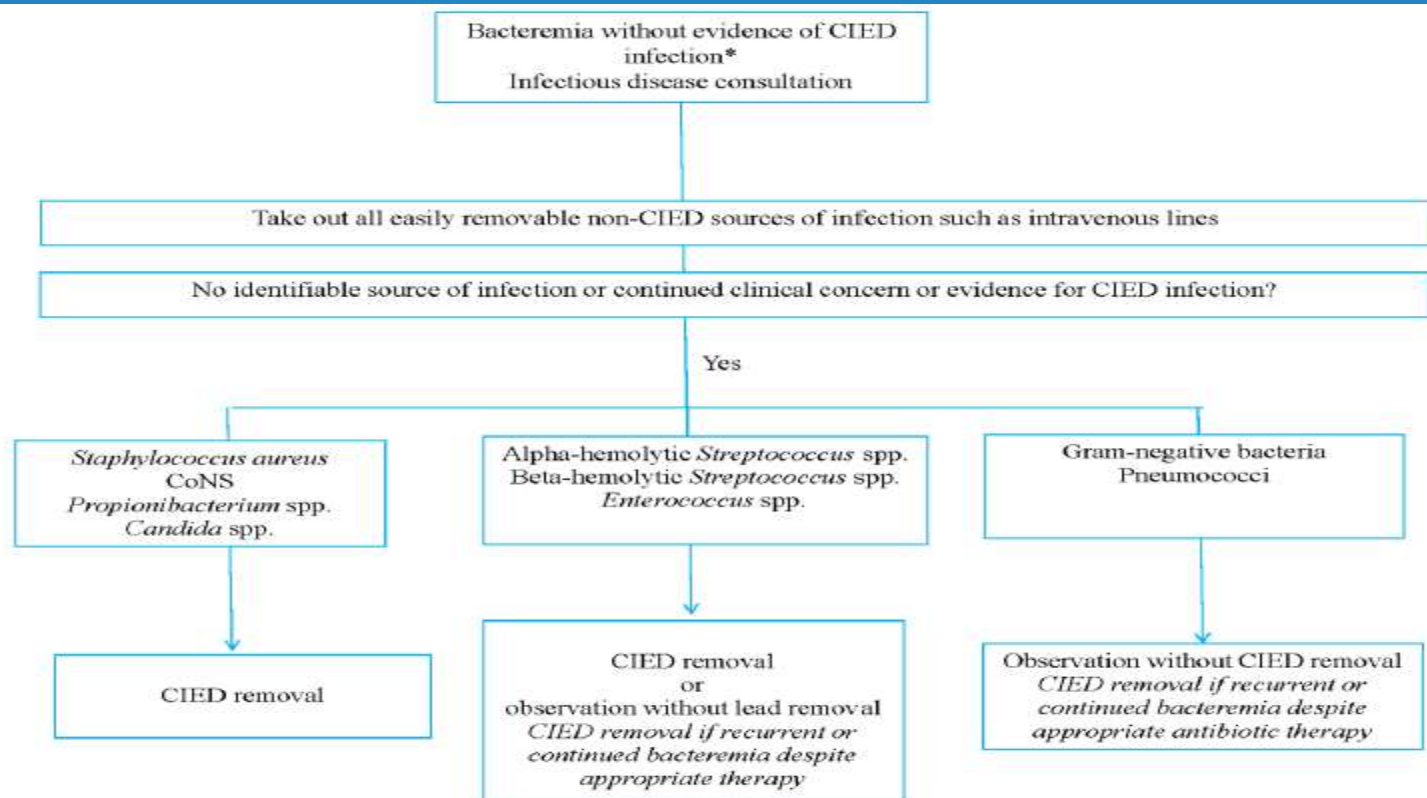 Bacteremia without evidence of CIED
infection*
Infectious disease consultation
Take out all easily removable non-CIED sources of infection such as intravenous lines
No identifiable source of infection or continued clinical concern or evidence for CIED infection?
Yes
Staphylococcus aureus
CoNS
Propionibacterium spp.
Candida spp.
Alpha-hemolytic Streptococcus spp.
Beta-hemolytic Streptococcus spp.
Enterococcus spp.
Gram-negative bacteria
Pneumococci
CIED removal
CIED removal
or
observation without lead removal
CIED removal if recurrent or
continued bacteremia despite
appropriate therapy
Observation without CIED removal
CIED removal if recurrent or
continued bacteremia despite
appropriate antibiotic therapy